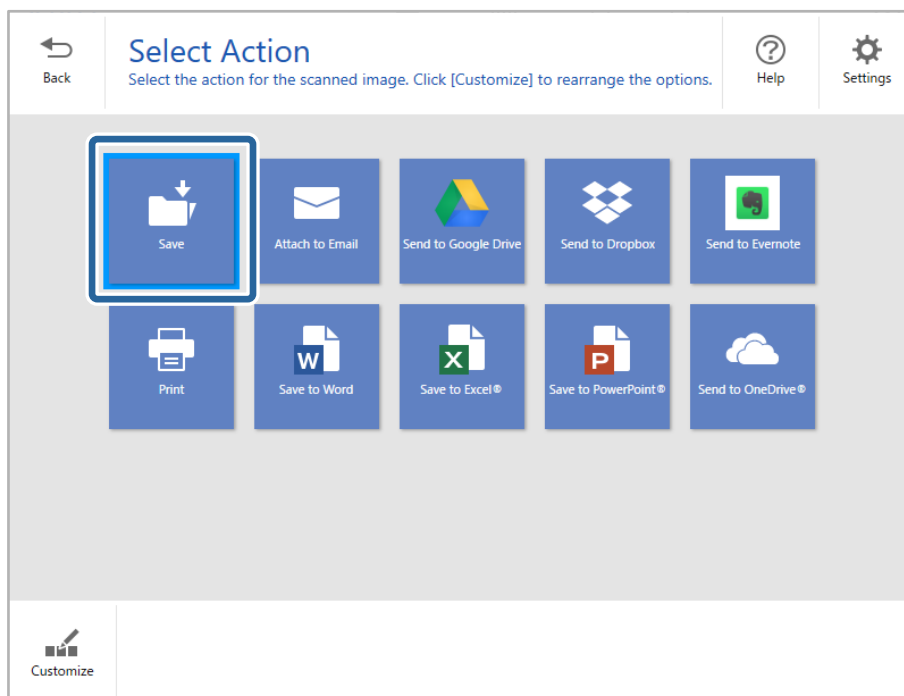 Back
Select Action
Select the action for the scanned image. Click [Customize] to rearrange the options.
Help
Settings
Save
Attach to Email
Send to Google Drive
Send to Dropbox
Send to Evernote
Print
W
Save to Word
X
Save to Excel®
P
Save to PowerPoint®
Send to OneDrive®
Customize